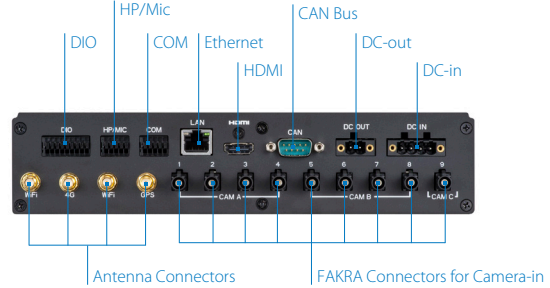 HP/Mic
CAN Bus
DIO
COM
Ethernet
DC-out
HDMI
DC-in
LAN
HDMI
DIO
HP/MIC
COM
CAN
DC OUT
DC IN
1 2 3 4 5 6 7 8 9
WiFi 4G WiFi GPS
CAM A CAM B CAM C
Antenna Connectors
FAKRA Connectors for Camera-in